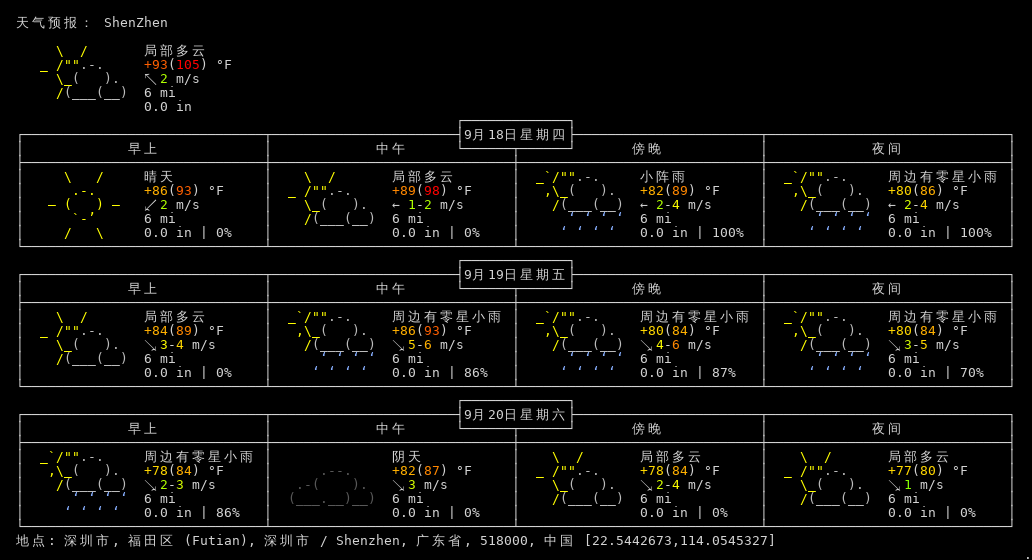 天气预报： ShenZhen
局部多云
+93(105) °F
↖ 2 m/s
6 mi
0.0 in
9月18日星期四
早上 中午 傍晚 夜间
晴天 局部多云 小阵雨 周边有零星小雨
+86(93) °F +89(98) °F +82(89) °F +80(86) °F
↙ 2 m/s ← 1-2 m/s ← 2-4 m/s ← 2-4 m/s
6 mi 6 mi 6 mi 6 mi
0.0 in | 0% 0.0 in | 0% 0.0 in | 100% 0.0 in | 100%
9月19日星期五
早上 中午 傍晚 夜间
局部多云 周边有零星小雨 周边有零星小雨 周边有零星小雨
+84(89) °F +86(93) °F +80(84) °F +80(84) °F
↘ 3-4 m/s ↘ 5-6 m/s ↘ 4-6 m/s ↘ 3-5 m/s
6 mi 6 mi 6 mi 6 mi
0.0 in | 0% 0.0 in | 86% 0.0 in | 87% 0.0 in | 70%
9月20日星期六
早上 中午 傍晚 夜间
周边有零星小雨 阴天 局部多云 局部多云
+78(84) °F +82(87) °F +78(84) °F +77(80) °F
↘ 2-3 m/s ↘ 3 m/s ↘ 2-4 m/s ↘ 1 m/s
6 mi 6 mi 6 mi 6 mi
0.0 in | 86% 0.0 in | 0% 0.0 in | 0% 0.0 in | 0%
地点: 深圳市, 福田区 (Futian), 深圳市 / Shenzhen, 广东省, 518000, 中国 [22.5442673,114.0545327]